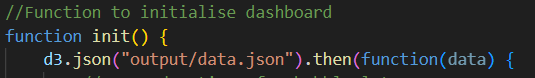 //Function to initialise dashboard
function init() {
d3.json("output/data.json").then(function(data) {